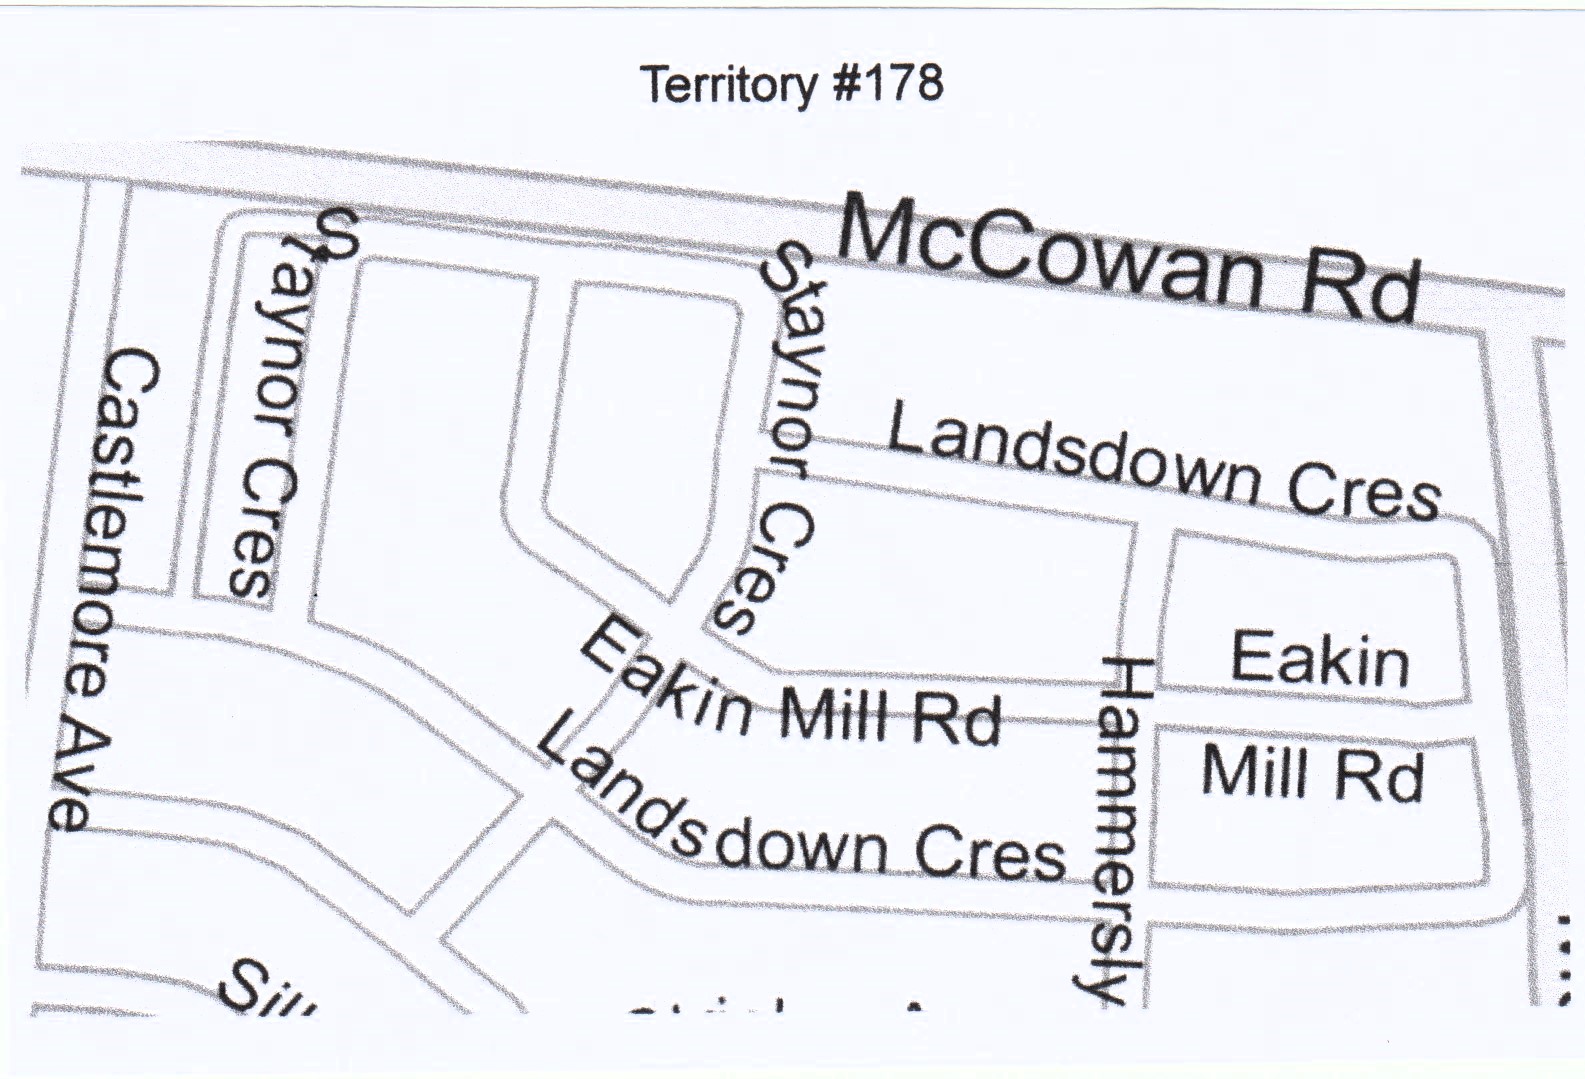 Territory #178
McCowan Rd
Staynor Cres
Staynor Cres
Landsdown Cres
Castlemore Ave
Eakin
Mill Rd
Eakin Mill Rd
Hammersly
Landsdown Cres